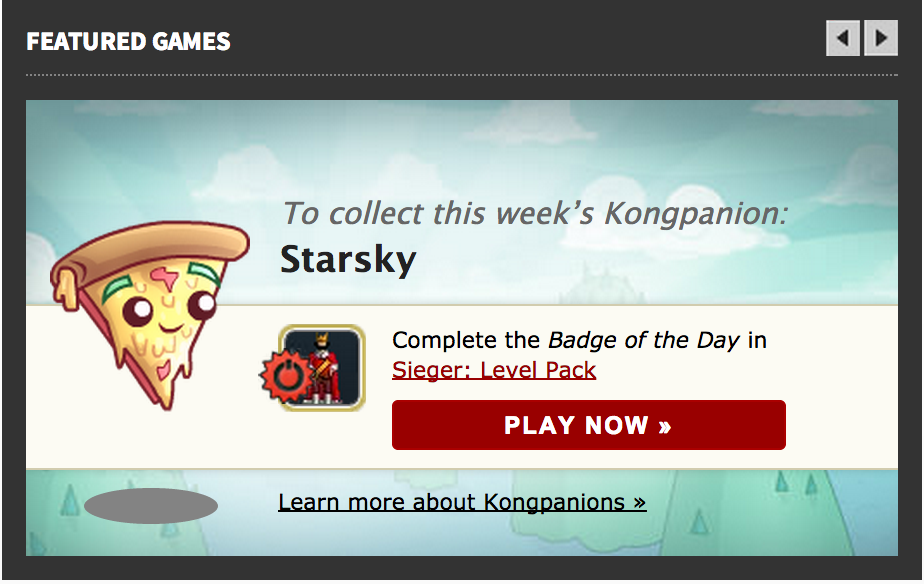 FEATURED GAMES
To collect this week’s Kongpanion:
Starsky
Complete the Badge of the Day in
Sieger: Level Pack
PLAY NOW »
Learn more about Kongpanions »